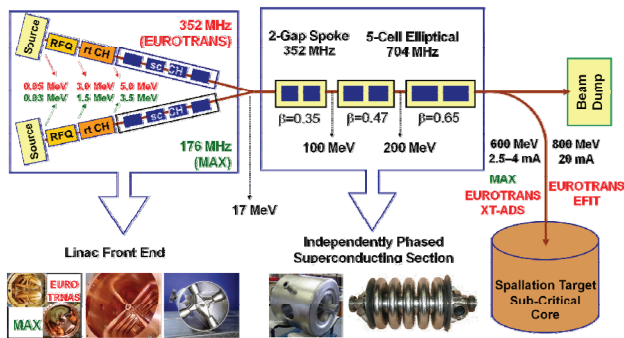 352 MHz
(EUROTRANS)
Source
RFQ
rt CH
sc CH
0.05 MeV
3.0 MeV
5.0 MeV
0.03 MeV
1.5 MeV
3.5 MeV
Source
RFQ
rt CH
sc CH
176 MHz
(MAX)
17 MeV
2-Gap Spoke
352 MHz
5-Cell Elliptical
704 MHz
β=0.35
β=0.47
β=0.65
100 MeV
200 MeV
Beam
Dump
600 MeV
2.5–4 mA
800 MeV
20 mA
MAX
EUROTRANS
XT-ADS
EUROTRANS
EFIT
Linac Front End
Independently Phased
Superconducting Section
Spallation Target
Sub-Critical
Core
EURO
TRNAS
MAX